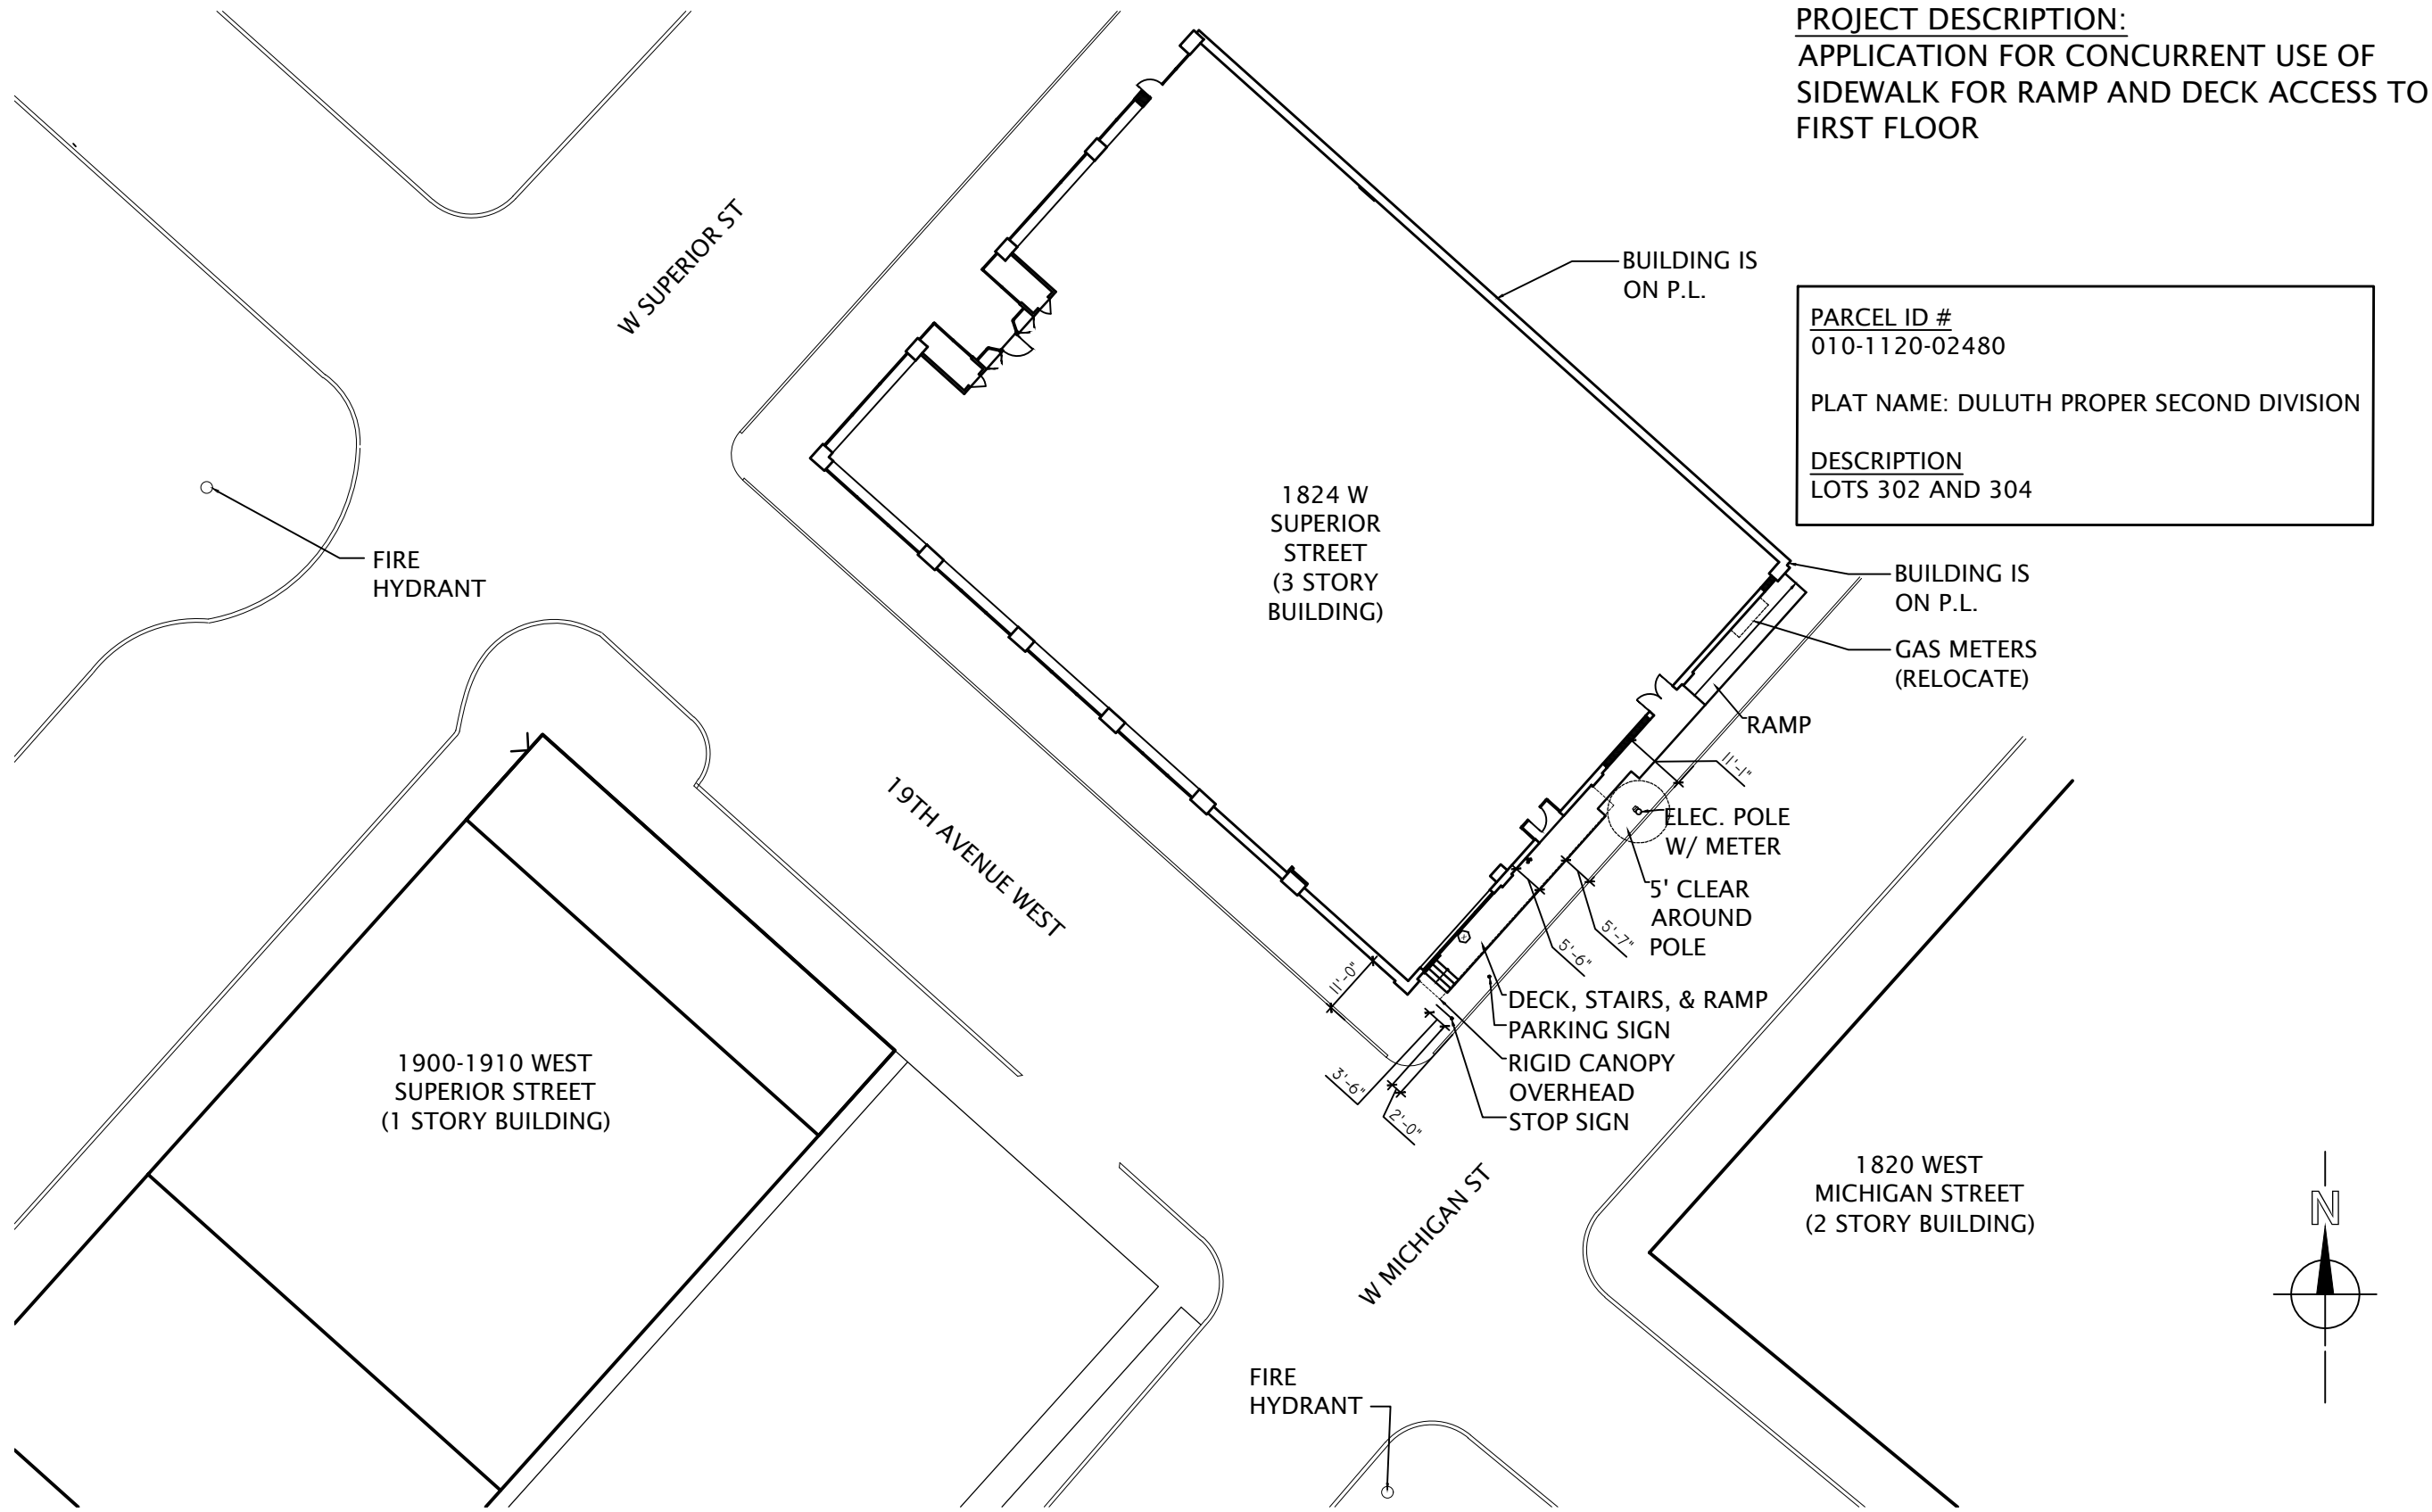 PROJECT DESCRIPTION:
APPLICATION FOR CONCURRENT USE OF
SIDEWALK FOR RAMP AND DECK ACCESS TO
FIRST FLOOR
W SUPERIOR ST
BUILDING IS
ON P.L.
PARCEL ID #
010-1120-02480
PLAT NAME: DULUTH PROPER SECOND DIVISION
DESCRIPTION
LOTS 302 AND 304
1824 W
SUPERIOR
STREET
(3 STORY
BUILDING)
FIRE
HYDRANT
BUILDING IS
ON P.L.
GAS METERS
(RELOCATE)
RAMP
11'-1"
ELEC. POLE
W/ METER
5' CLEAR
AROUND
POLE
5'-7"
5'-6"
19TH AVENUE WEST
11'-0"
DECK, STAIRS, & RAMP
PARKING SIGN
RIGID CANOPY
OVERHEAD
STOP SIGN
3'-6"
2'-0"
1900-1910 WEST
SUPERIOR STREET
(1 STORY BUILDING)
W MICHIGAN ST
1820 WEST
MICHIGAN STREET
(2 STORY BUILDING)
N
FIRE
HYDRANT